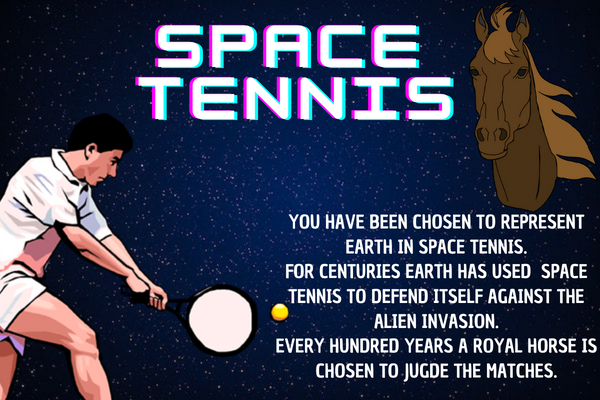 SPACE
TENNIS
YOU HAVE BEEN CHOSEN TO REPRESENT
EARTH IN SPACE TENNIS.
FOR CENTURIES EARTH HAS USED SPACE
TENNIS TO DEFEND ITSELF AGAINST THE
ALIEN INVASION.
EVERY HUNDRED YEARS A ROYAL HORSE IS
CHOSEN TO JUGDE THE MATCHES.